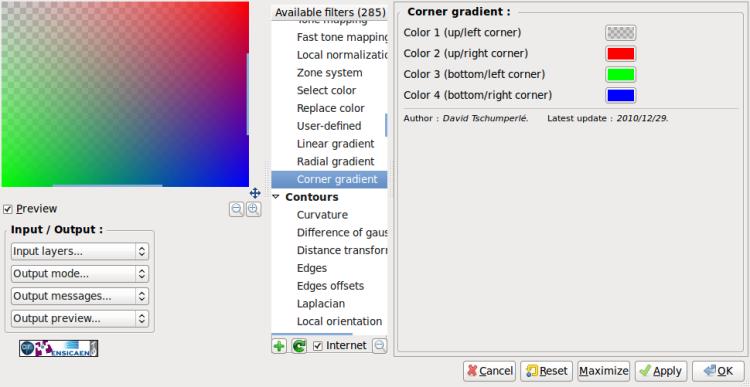 Preview
Input / Output :
Input layers...
Output mode...
Output messages...
Output preview...
ENSICAEN
Available filters (285)
Tone mapping
Fast tone mapping
Local normalizatio
Zone system
Select color
Replace color
User-defined
Linear gradient
Radial gradient
Corner gradient
Contours
Curvature
Difference of gaus
Distance transfor
Edges
Edges offsets
Laplacian
Local orientation
Internet
Corner gradient :
Color 1 (up/left corner)
Color 2 (up/right corner)
Color 3 (bottom/left corner)
Color 4 (bottom/right corner)
Author : David Tschumperlé. Latest update : 2010/12/29.
Cancel Reset Maximize Apply OK